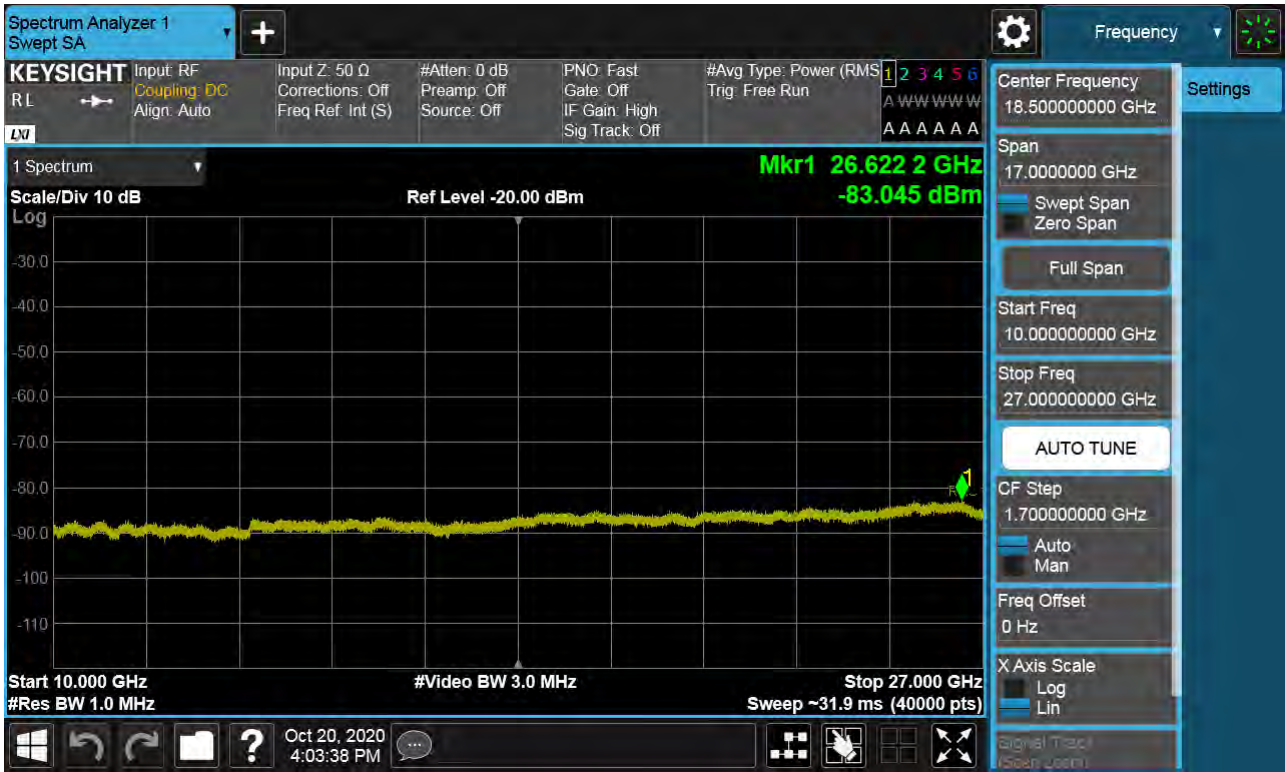 Spectrum Analyzer 1
Swept SA
+
Frequency
KEYSIGHT
RL
LXI
Input: RF
Coupling: DC
Align: Auto
Input Z: 50 Ω
Corrections: Off
Freq Ref: Int (S)
#Atten: 0 dB
Preamp: Off
Source: Off
PNO: Fast
Gate: Off
IF Gain: High
Sig Track: Off
#Avg Type: Power (RMS
Trig: Free Run
1 2 3 4 5 6
A W W W W W
A A A A A A
1 Spectrum
Scale/Div 10 dB
Log
Ref Level -20.00 dBm
Mkr1 26.622 2 GHz
-83.045 dBm
-30.0
-40.0
-50.0
-60.0
-70.0
-80.0
-90.0
-100
-110
1
Start 10.000 GHz
#Res BW 1.0 MHz
#Video BW 3.0 MHz
Stop 27.000 GHz
Sweep ~31.9 ms (40000 pts)
Center Frequency
18.500000000 GHz
Settings
Span
17.0000000 GHz
Swept Span
Zero Span
Full Span
Start Freq
10.000000000 GHz
Stop Freq
27.000000000 GHz
AUTO TUNE
CF Step
1.700000000 GHz
Auto
Man
Freq Offset
0 Hz
X Axis Scale
Log
Lin
Signal Track
(Span Zoom)
?
Oct 20, 2020
4:03:38 PM